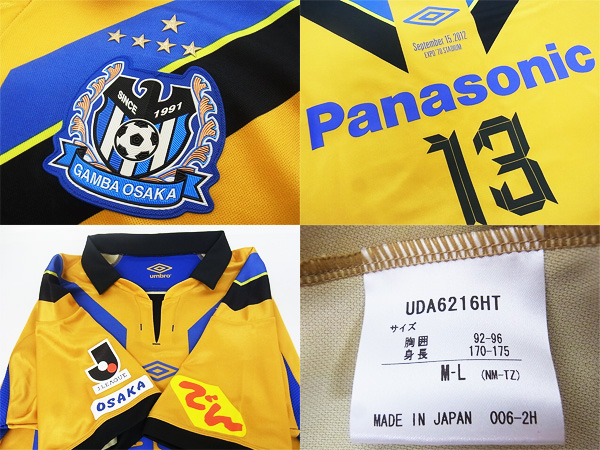 SINCE 1991
GAMBA OSAKA
September 15, 2012
EXPO '70 STADIUM
Panasonic
13
umbro
J.LEAGUE
OSAKA
でん
UDA6216HT
サイズ
胸囲 92-96
身長 170-175
M-L (NM-TZ)
MADE IN JAPAN 006-2H